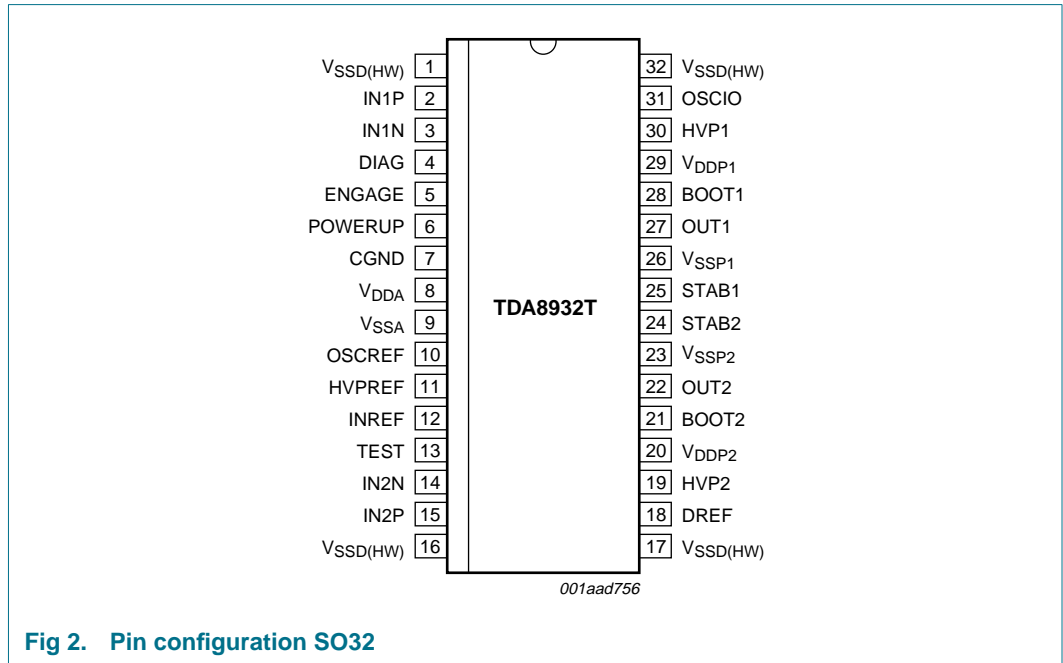 VSSD(HW) 1 32 VSSD(HW)
IN1P 2 31 OSCIO
IN1N 3 30 HVP1
DIAG 4 29 VDDP1
ENGAGE 5 28 BOOT1
POWERUP 6 27 OUT1
CGND 7 26 VSSP1
VDDA 8 25 STAB1
TDA8932T
VSSA 9 24 STAB2
OSCREF 10 23 VSSP2
HVPREF 11 22 OUT2
INREF 12 21 BOOT2
TEST 13 20 VDDP2
IN2N 14 19 HVP2
IN2P 15 18 DREF
VSSD(HW) 16 17 VSSD(HW)
001aad756
Fig 2. Pin configuration SO32